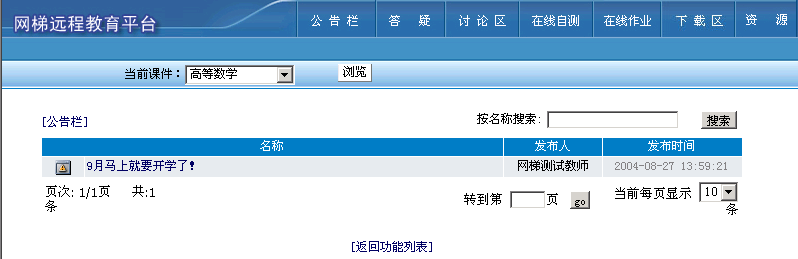 网梯远程教育平台 公告栏 答 疑 讨论区 在线自测 在线作业 下载区 资 源
当前课件： 高等数学 浏览
[公告栏] 按名称搜索: 搜索
名称 发布人 发布时间
9月马上就要开学了！ 网梯测试教师 2004-08-27 13:59:21
页次: 1/1页 共:1 转到第 页 go 当前每页显示 10
条 条
[返回功能列表]